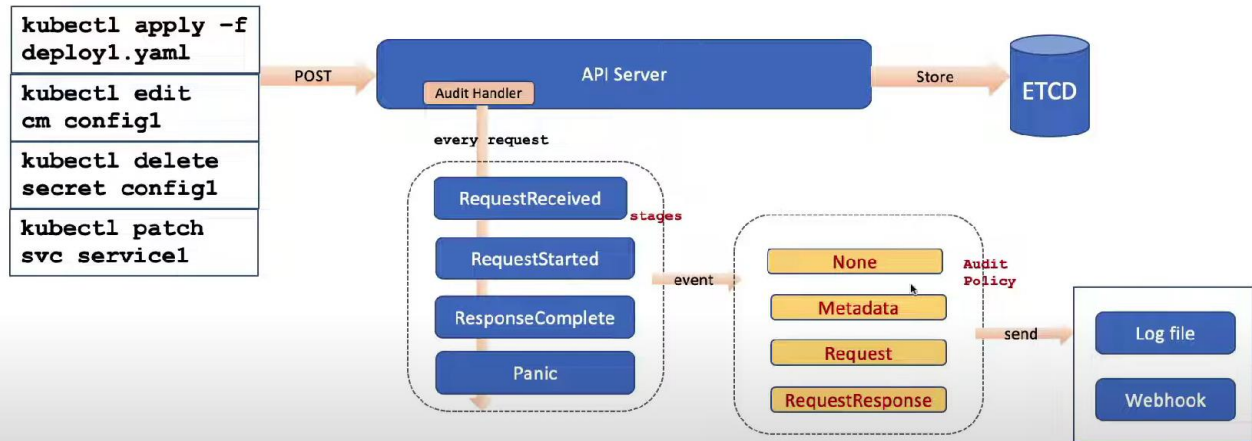 kubectl apply –f
deploy1.yaml
kubectl edit
cm config1
kubectl delete
secret config1
kubectl patch
svc service1
POST
API Server
Audit Handler
Store
ETCD
every request
RequestReceived
RequestStarted
ResponseComplete
Panic
stages
event
None
Metadata
Request
RequestResponse
Audit
Policy
send
Log file
Webhook